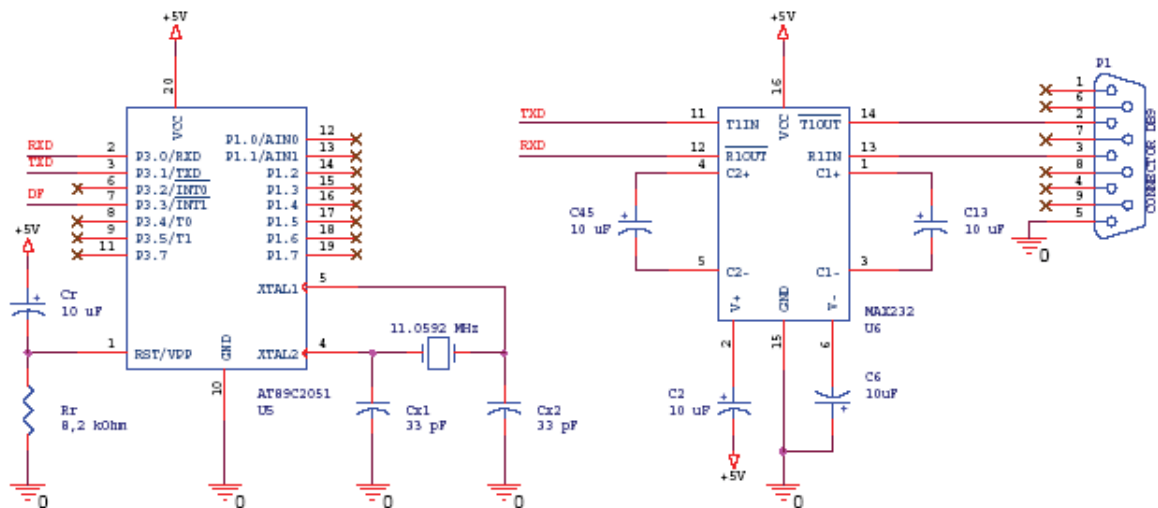 +5V
20
VCC
RXD
2
P3.0/RXD
TXD
3
P3.1/TXD
6
P3.2/INT0
DF
7
P3.3/INT1
8
P3.4/T0
9
P3.5/T1
11
P3.7
P1.0/AIN0
12
P1.1/AIN1
13
P1.2
14
P1.3
15
P1.4
16
P1.5
17
P1.6
18
P1.7
19
XTAL1
5
XTAL2
4
11.0592 MHz
+5V
Cr
10 uF
1
RST/VPP
GND
10
AT89C2051
U5
Rr
8,2 kOhm
Cx1
33 pF
Cx2
33 pF
0
0
0
0
+5V
16
VCC
TXD
11
T1IN
T1OUT
14
RXD
12
R1OUT
R1IN
13
4
C2+
C1+
1
C45
10 uF
C13
10 uF
5
C2-
C1-
3
V+
GND
V-
MAX232
U6
2
15
6
C2
10 uF
C6
10uF
+5V
0
P1
1
6
2
7
3
8
4
9
5
CONNECTOR DB9
0